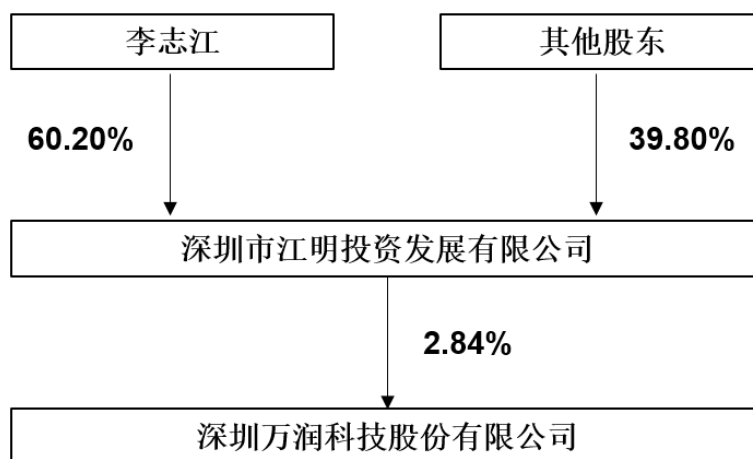 李志江
其他股东
60.20%
39.80%
深圳市江明投资发展有限公司
2.84%
深圳万润科技股份有限公司